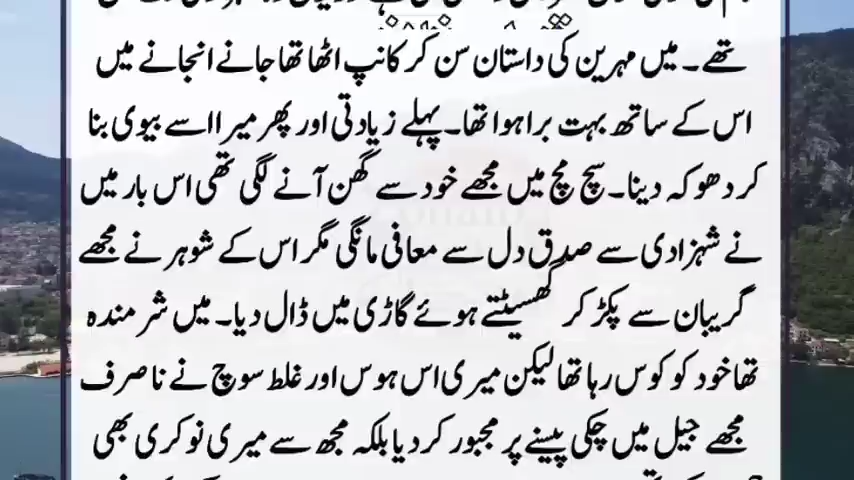 تھے۔ میں مہرین کی داستان سن کر کانپ اٹھا تھا جانے انجانے میں
اس کے ساتھ بہت برا ہوا تھا۔ پہلے زیادتی اور پھر میرا اسے بیوی بنا
کر دھوکہ دینا۔ سچ مچ میں مجھے خود سے گھن آنے لگی تھی اس بار میں
نے شہزادی سے صدق دل سے معافی مانگی مگر اس کے شوہر نے مجھے
گریبان سے پکڑ کر گھسیٹتے ہوئے گاڑی میں ڈال دیا۔ میں شرمندہ
تھا خود کو کوس رہا تھا لیکن میری اس ہوس اور غلط سوچ نے نا صرف
مجھے جیل میں چکی پیسنے پر مجبور کر دیا بلکہ مجھ سے میری نوکری بھی